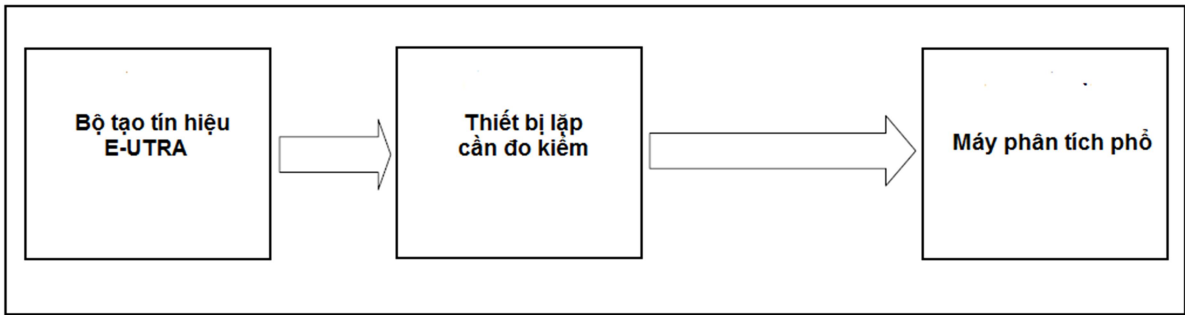 Bộ tạo tín hiệu
E-UTRA
Thiết bị lặp
cần đo kiểm
Máy phân tích phổ